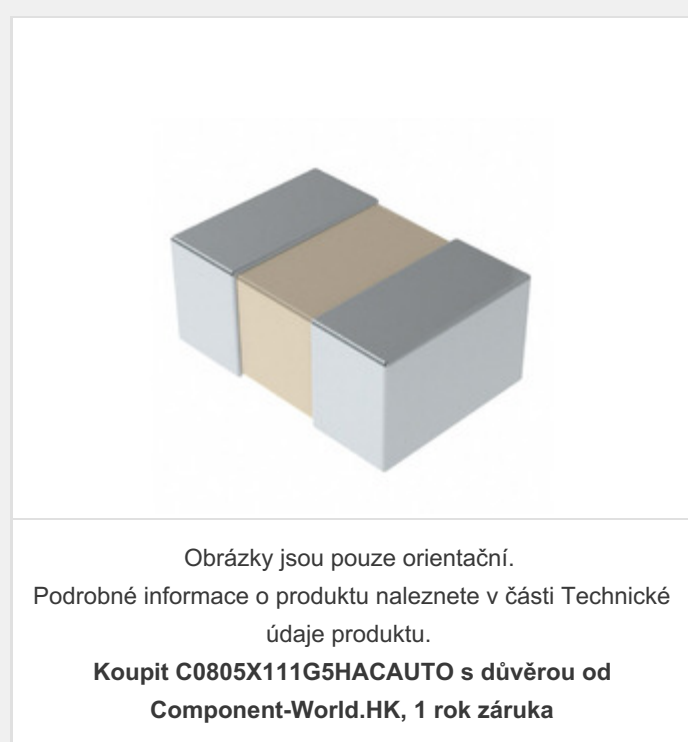 Obrázky jsou pouze orientační.
Podrobné informace o produktu naleznete v části Technické
údaje produktu.
Koupit C0805X111G5HACAUTO s důvěrou od
Component-World.HK, 1 rok záruka